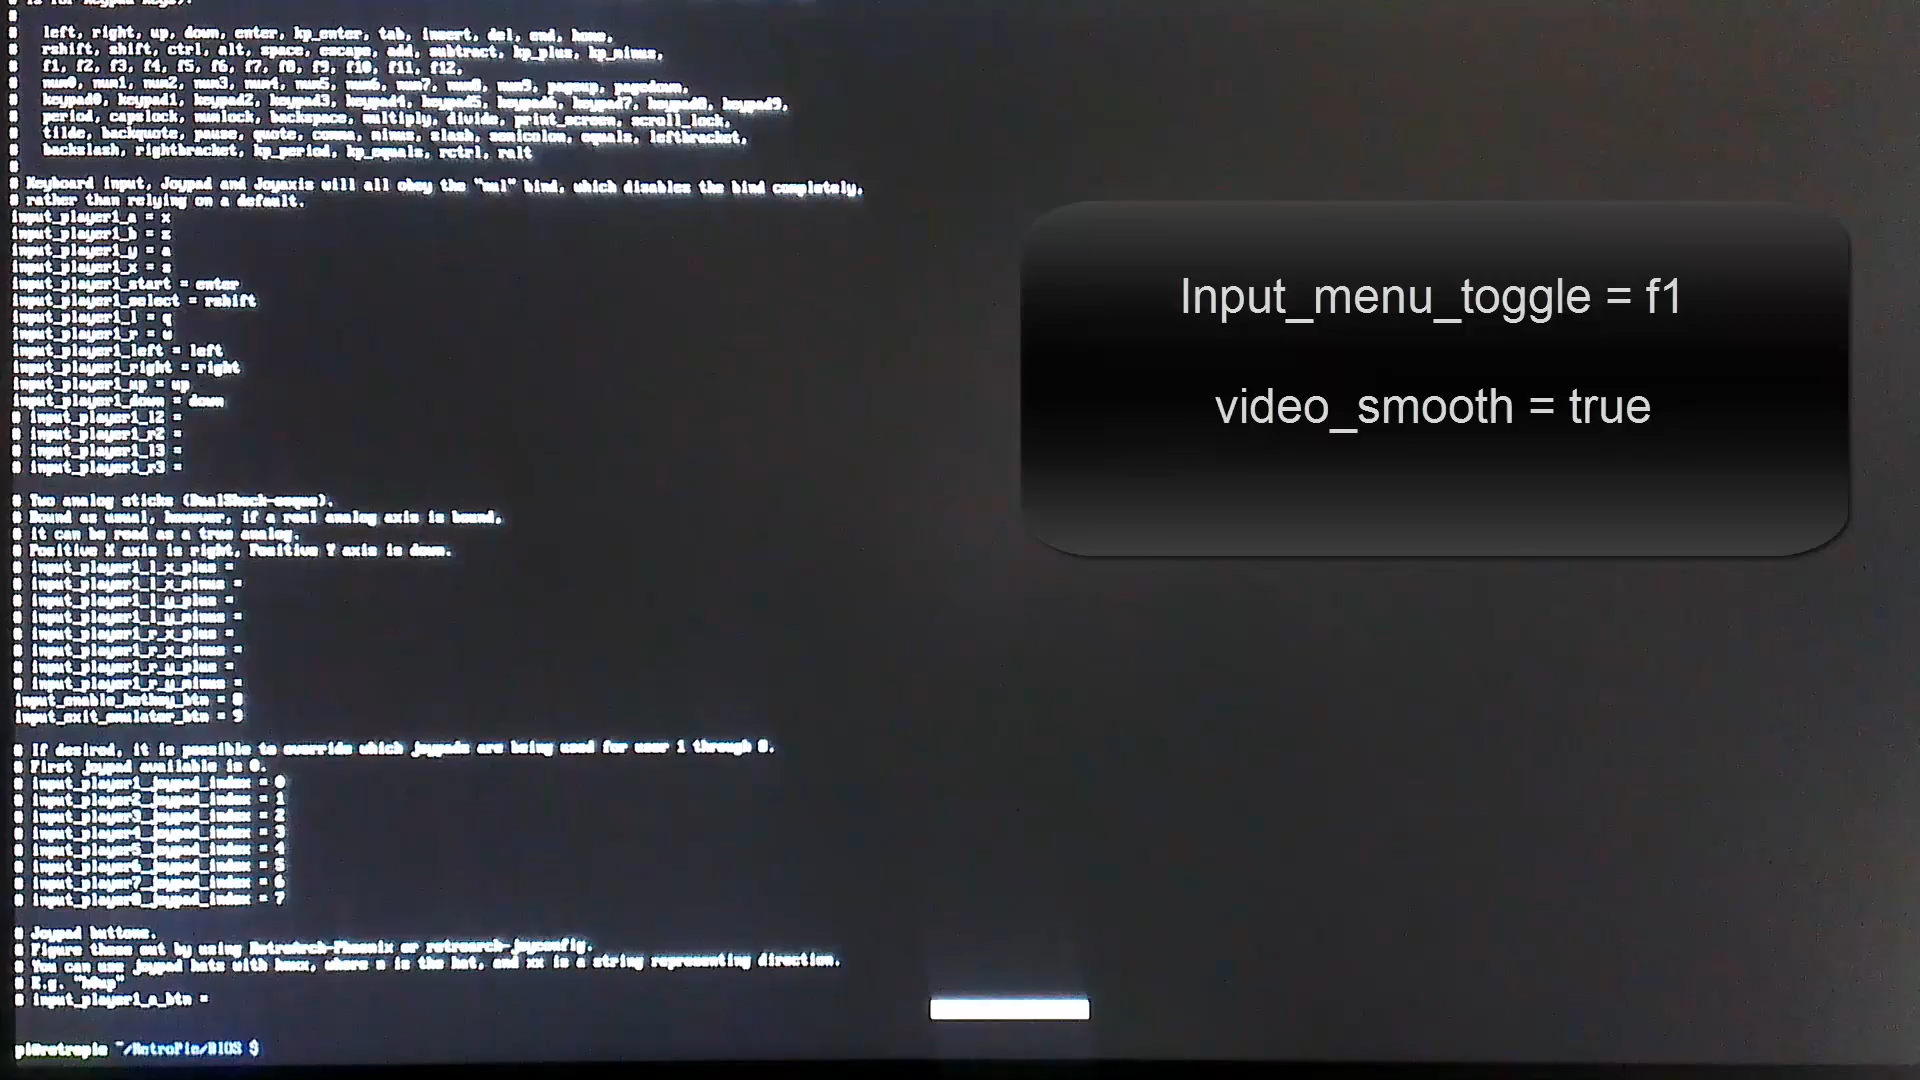 # left, right, up, down, enter, kp_enter, tab, insert, del, end, home,
# rshift, shift, ctrl, alt, space, escape, add, subtract, kp_plus, kp_minus,
# f1, f2, f3, f4, f5, f6, f7, f8, f9, f10, f11, f12,
# num0, num1, num2, num3, num4, num5, num6, num7, num8, num9, pageup, pagedown,
# keypad0, keypad1, keypad2, keypad3, keypad4, keypad5, keypad6, keypad7, keypad8, keypad9,
# period, capslock, numlock, backspace, multiply, divide, print_screen, scroll_lock,
# tilde, backquote, pause, quote, comma, minus, slash, semicolon, equals, leftbracket,
# backslash, rightbracket, kp_period, kp_equals, rctrl, ralt
#
# Keyboard input, Joypad and Joyaxis will all obey the "nul" bind, which disables the bind completely,
# rather than relying on a default.
input_player1_a = x
input_player1_b = z
input_player1_y = a
input_player1_x = s
input_player1_start = enter
input_player1_select = rshift
input_player1_l = q
input_player1_r = w
input_player1_left = left
input_player1_right = right
input_player1_up = up
input_player1_down = down
# input_player1_l2 =
# input_player1_r2 =
# input_player1_l3 =
# input_player1_r3 =
# Two analog sticks (DualShock-esque).
# Bound as usual, however, if a real analog axis is bound,
# it can be read as a true analog.
# Positive X axis is right, Positive Y axis is down.
# input_player1_l_x_plus =
# input_player1_l_x_minus =
# input_player1_l_y_plus =
# input_player1_l_y_minus =
# input_player1_r_x_plus =
# input_player1_r_x_minus =
# input_player1_r_y_plus =
# input_player1_r_y_minus =
input_enable_hotkey_btn = 8
input_exit_emulator_btn = 9
# If desired, it is possible to override which joypads are being used for user 1 through 8.
# First joypad available is 0.
# input_player1_joypad_index = 0
# input_player2_joypad_index = 1
# input_player3_joypad_index = 2
# input_player4_joypad_index = 3
# input_player5_joypad_index = 4
# input_player6_joypad_index = 5
# input_player7_joypad_index = 6
# input_player8_joypad_index = 7
# Joypad buttons.
# Figure these out by using RetroArch-Phoenix or retroarch-joyconfig.
# You can use joypad hats with hnxx, where n is the hat, and xx is a string representing direction.
# E.g. "h0up"
# input_player1_a_btn =
pi@retropie ~/RetroPie/BIOS $
Input_menu_toggle = f1
video_smooth = true